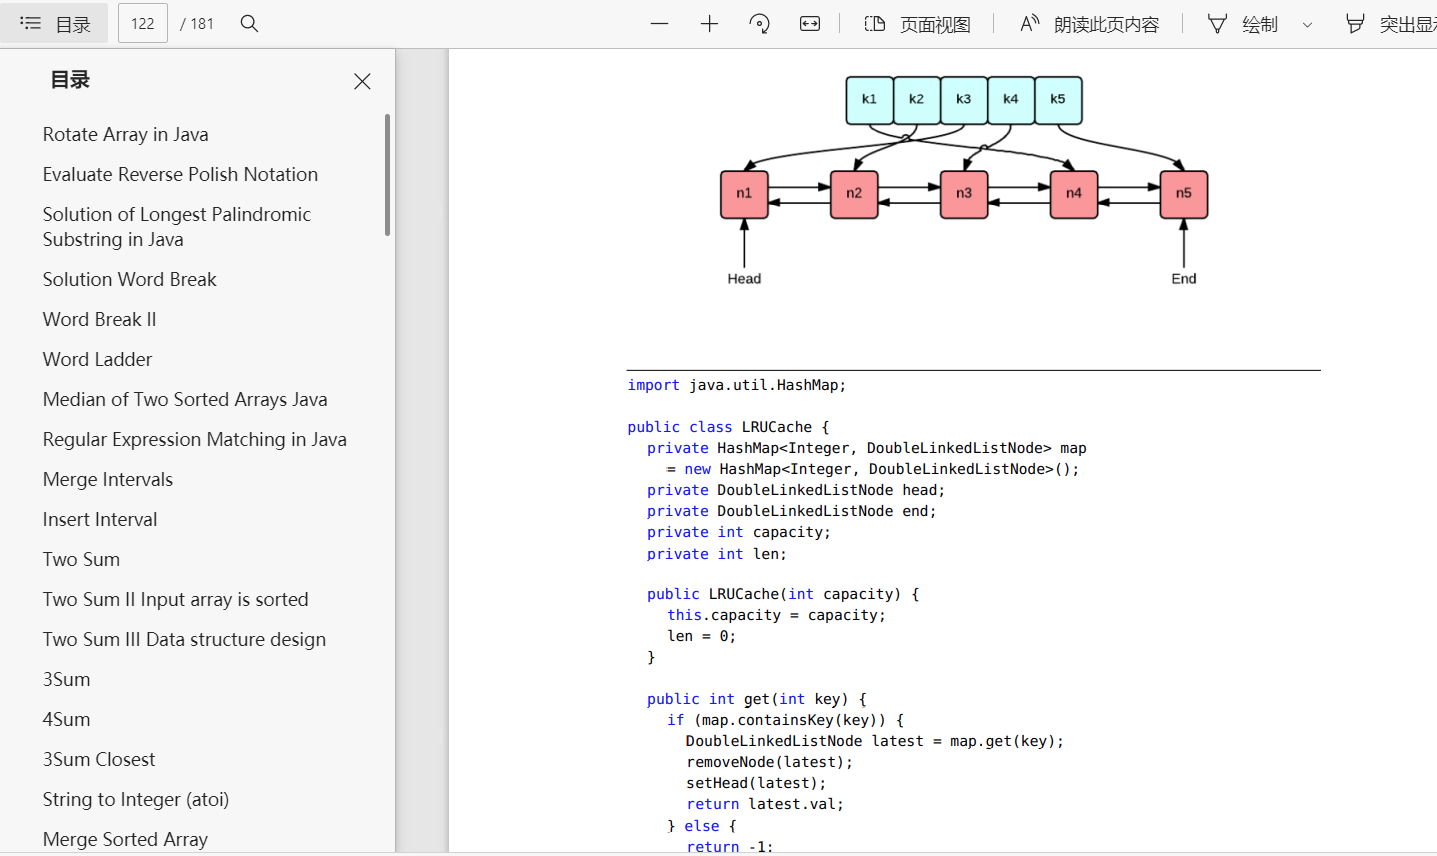 目录
122
/ 181
页面视图
朗读此页内容
绘制
突出显示
目录
Rotate Array in Java
Evaluate Reverse Polish Notation
Solution of Longest Palindromic
Substring in Java
Solution Word Break
Word Break II
Word Ladder
Median of Two Sorted Arrays Java
Regular Expression Matching in Java
Merge Intervals
Insert Interval
Two Sum
Two Sum II Input array is sorted
Two Sum III Data structure design
3Sum
4Sum
3Sum Closest
String to Integer (atoi)
Merge Sorted Array
k1 k2 k3 k4 k5
n1 n2 n3 n4 n5
Head End
import java.util.HashMap;
public class LRUCache {
private HashMap<Integer, DoubleLinkedListNode> map
= new HashMap<Integer, DoubleLinkedListNode>();
private DoubleLinkedListNode head;
private DoubleLinkedListNode end;
private int capacity;
private int len;
public LRUCache(int capacity) {
this.capacity = capacity;
len = 0;
}
public int get(int key) {
if (map.containsKey(key)) {
DoubleLinkedListNode latest = map.get(key);
removeNode(latest);
setHead(latest);
return latest.val;
} else {
return -1;